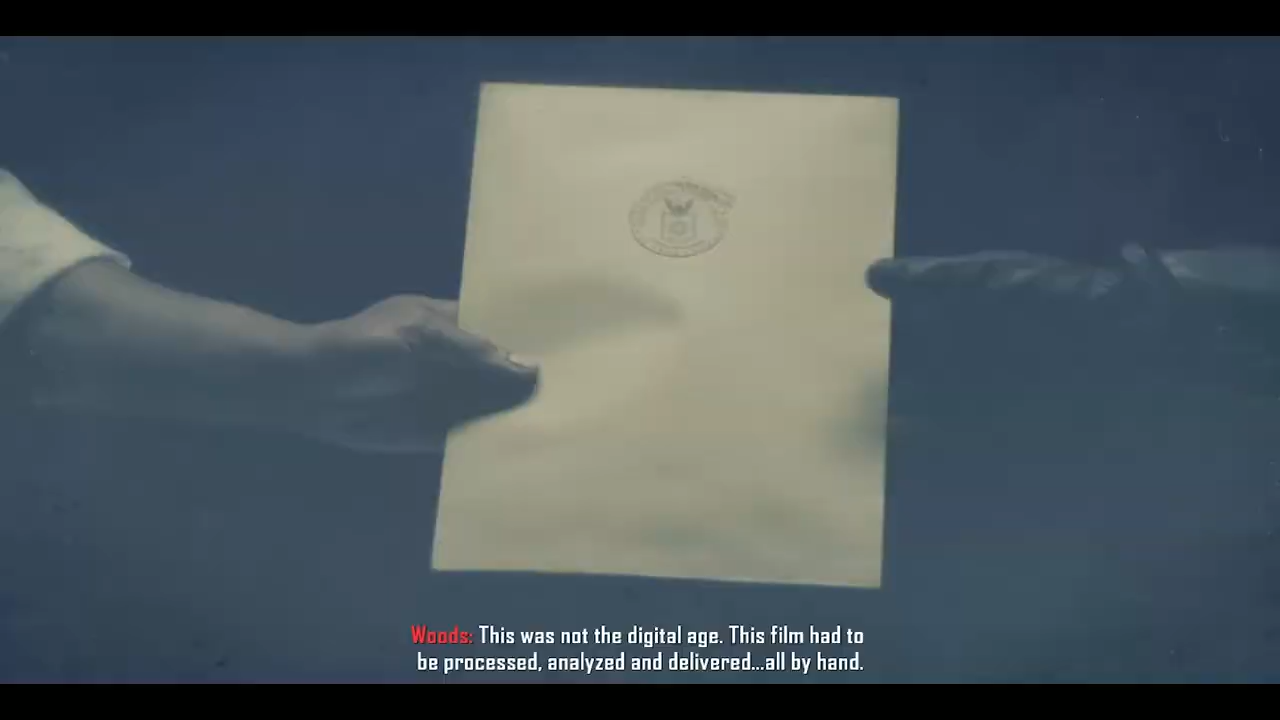 Woods: This was not the digital age. This film had to
be processed, analyzed and delivered...all by hand.